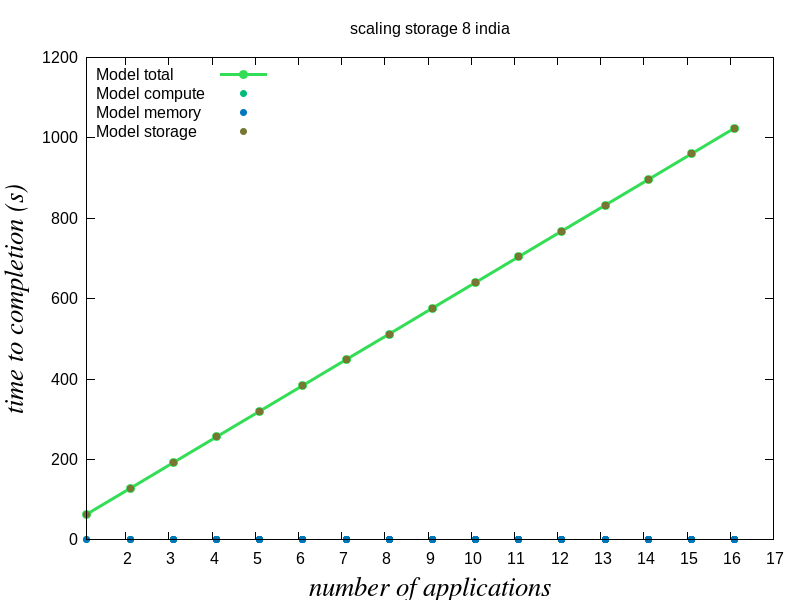 scaling storage 8 india
1200
1000
800
600
400
200
0
Model total
Model compute
Model memory
Model storage
time to completion (s)
2 3 4 5 6 7 8 9 10 11 12 13 14 15 16 17
number of applications